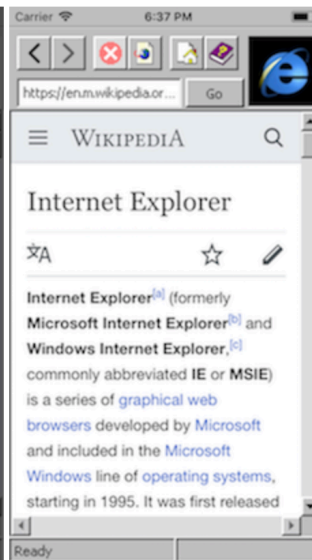 Carrier 6:37 PM
https://en.m.wikipedia.or... Go
WIKIPEDIA
Internet Explorer
文A
Internet Explorer[a] (formerly
Microsoft Internet Explorer[b] and
Windows Internet Explorer,[c]
commonly abbreviated IE or MSIE)
is a series of graphical web
browsers developed by Microsoft
and included in the Microsoft
Windows line of operating systems,
starting in 1995. It was first released
Ready